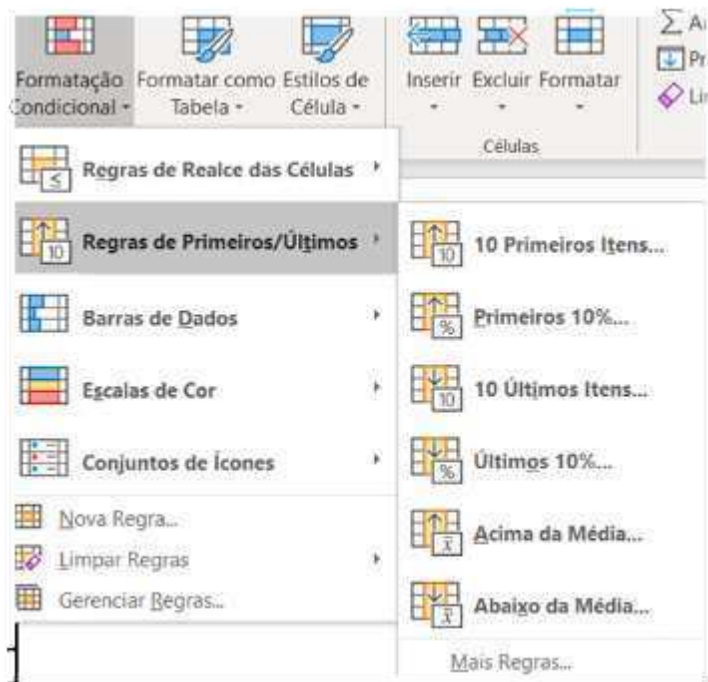 Formatação Condicional
Formatar como Tabela
Estilos de Célula
Inserir
Excluir
Formatar
Células
Regras de Realce das Células
Regras de Primeiros/Últimos
Barras de Dados
Escalas de Cor
Conjuntos de Ícones
Nova Regra...
Limpar Regras
Gerenciar Regras...
10 Primeiros Itens...
Primeiros 10%...
10 Últimos Itens...
Últimos 10%...
Acima da Média...
Abaixo da Média...
Mais Regras...